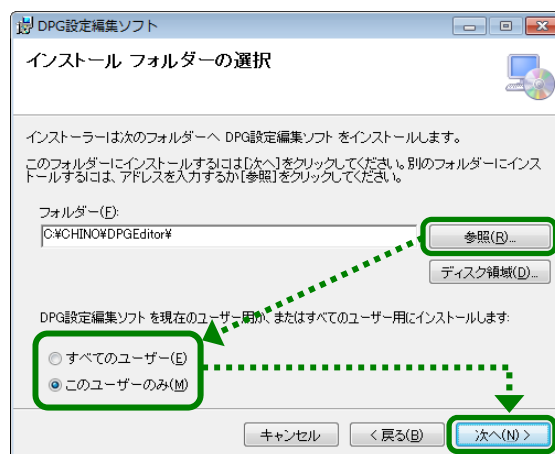 DPG設定編集ソフト
インストール フォルダーの選択
インストーラーは次のフォルダーへ DPG設定編集ソフト をインストールします。
このフォルダーにインストールするには[次へ]をクリックしてください。別のフォルダーにインス
トールするには、アドレスを入力するか[参照]をクリックしてください。
フォルダー(F):
C:¥CHINO¥DPGEditor¥
参照(R)...
ディスク領域(D)...
DPG設定編集ソフト を現在のユーザー用か、またはすべてのユーザー用にインストールします:
すべてのユーザー(E)
このユーザーのみ(M)
キャンセル
< 戻る(B)
次へ(N) >